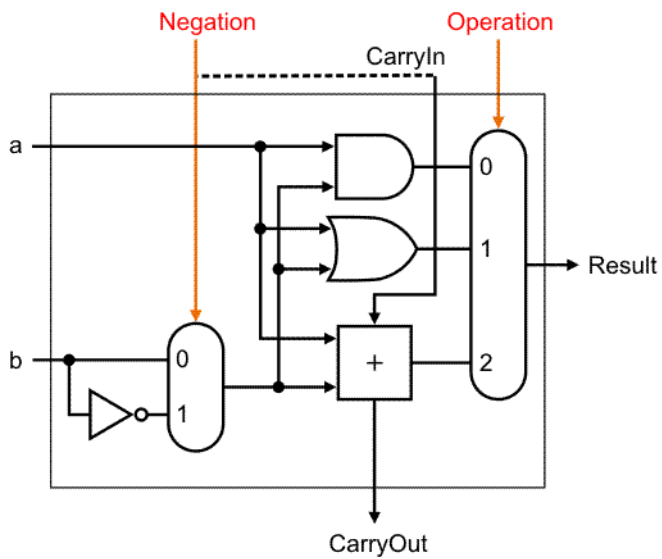 Negation
Operation
CarryIn
a
0
1
Result
b
0
+
2
1
CarryOut